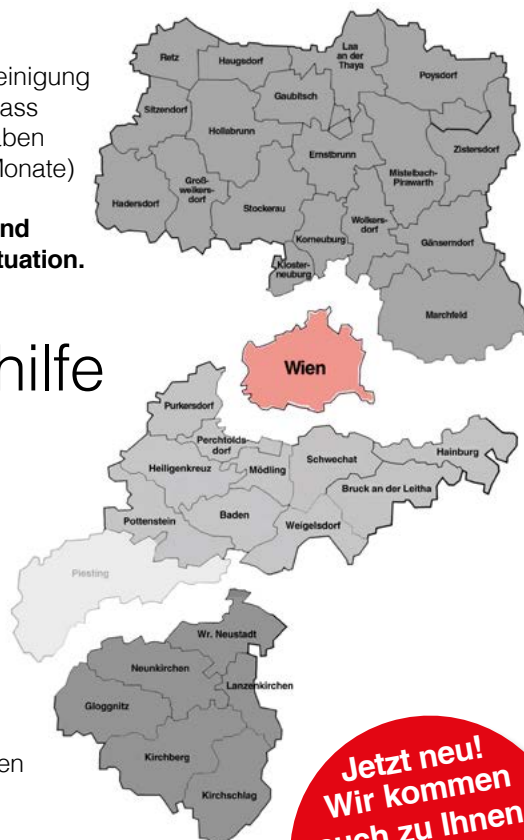 einigung
ass
aben
Monate)
nd
tuation.
hilfe
en
Retz
Haugsdorf
Laa
an der
Thaya
Poysdorf
Sitzendorf
Gaubitsch
Hollabrunn
Zistersdorf
Ernstbrunn
Mistelbach-
Pirawarth
Hadersdorf
Groß-
weikers-
dorf
Stockerau
Wolkers-
dorf
Korneuburg
Gänserndorf
Kloster-
neuburg
Marchfeld
Wien
Purkersdorf
Perchtolds-
dorf
Hainburg
Heiligenkreuz
Mödling
Schwechat
Bruck an der Leitha
Pottenstein
Baden
Weigelsdorf
Piesting
Wr. Neustadt
Neunkirchen
Lanzenkirchen
Gloggnitz
Kirchberg
Kirchschlag
Jetzt neu!
Wir kommen
auch zu Ihnen